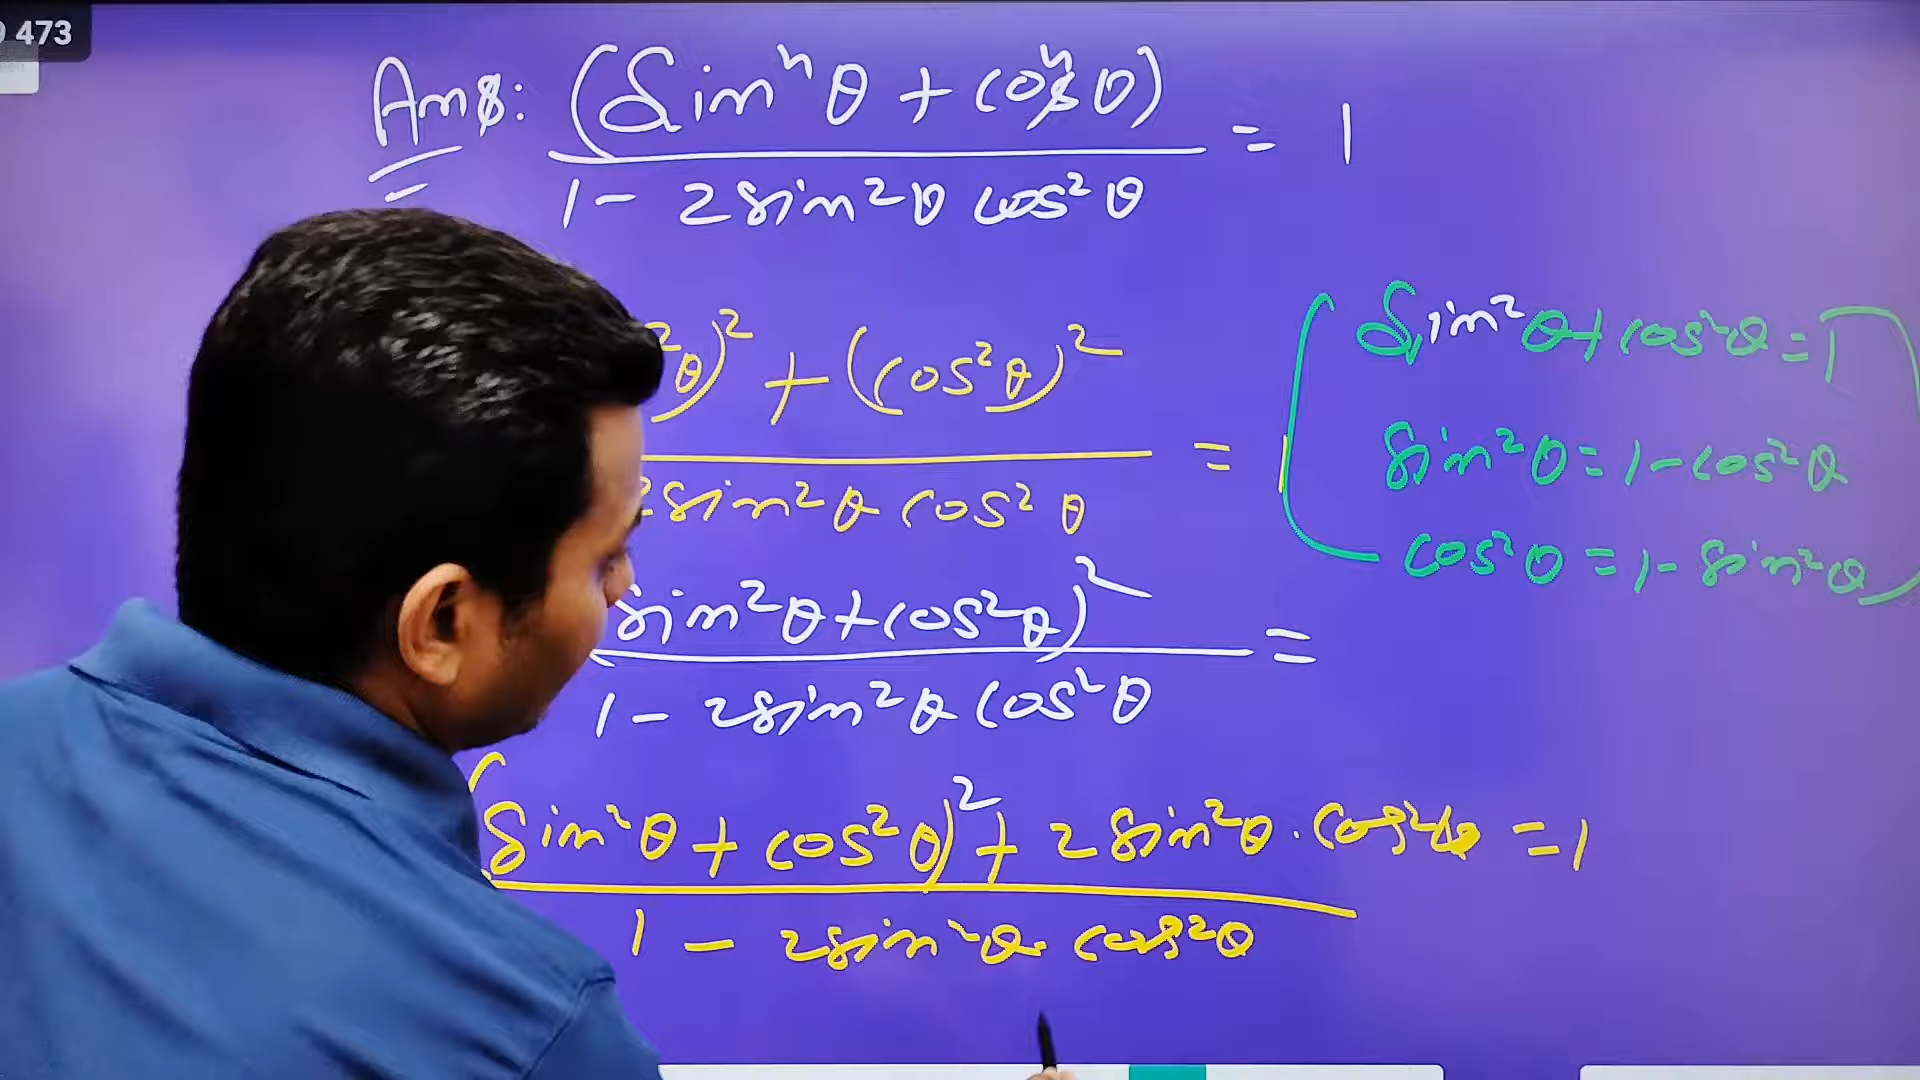 473
Ans: (Sin⁴θ + cos⁴θ) / 1 - 2sin²θ cos²θ = 1
²θ)² + (cos²θ)² / 2sin²θ cos²θ =
sin²θ + cos²θ)² / 1 - 2sin²θ cos²θ =
(Sin²θ + cos²θ)² + 2sin²θ . cos²θ / 1 - 2sin²θ. cos²θ = 1
Sin²θ + cos²θ = 1
Sin²θ = 1 - cos²θ
cos²θ = 1 - sin²θ